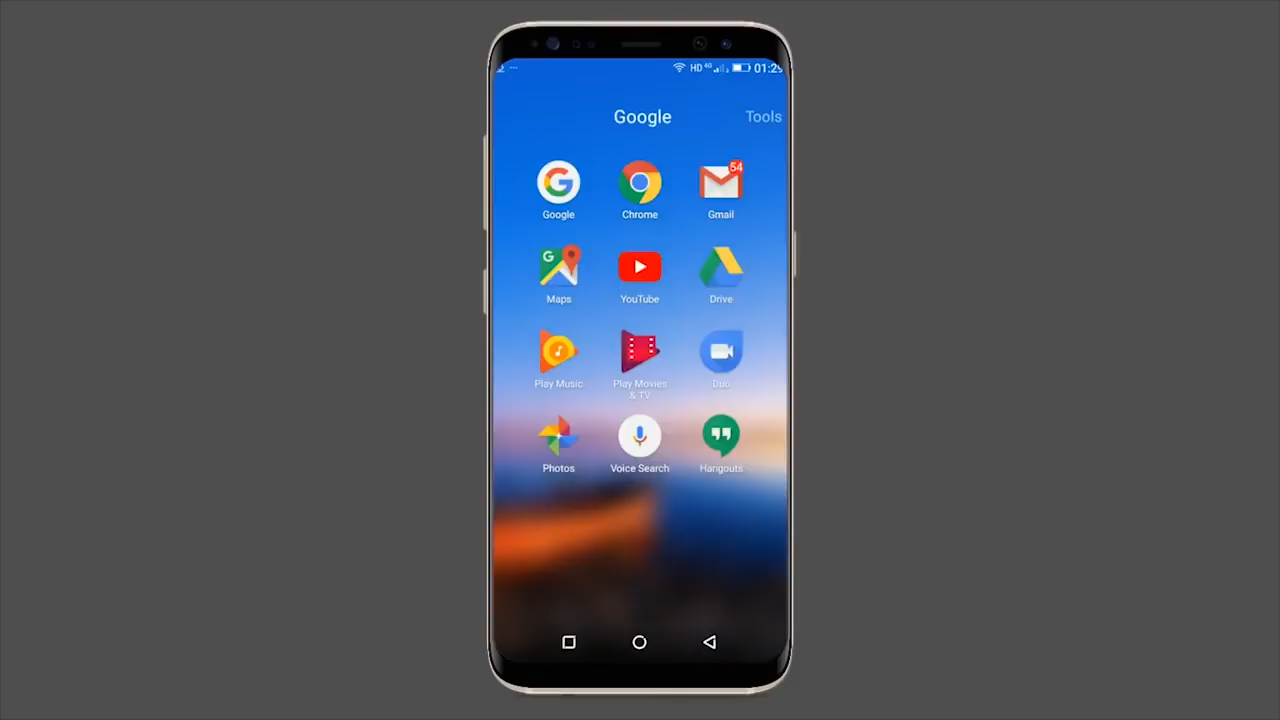 HD 4G 01:29
Google Tools
54
Google Chrome Gmail
G
Maps YouTube Drive
Play Music Play Movies & TV Duo
Photos Voice Search Hangouts